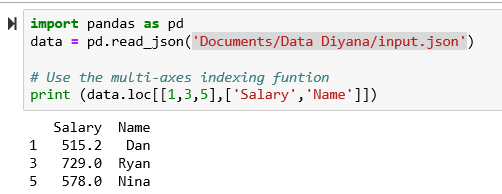 import pandas as pd
data = pd.read_json('Documents/Data Diyana/input.json')
# Use the multi-axes indexing funtion
print (data.loc[[1,3,5],['Salary','Name']])
Salary Name
1 515.2 Dan
3 729.0 Ryan
5 578.0 Nina